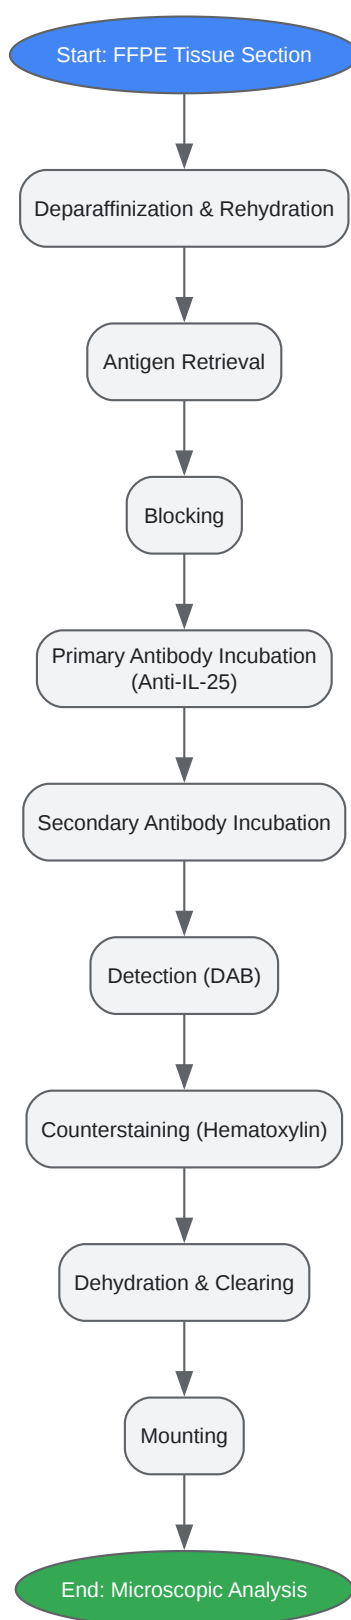 Start: FFPE Tissue Section
Deparaffinization & Rehydration
Antigen Retrieval
Blocking
Primary Antibody Incubation
(Anti-IL-25)
Secondary Antibody Incubation
Detection (DAB)
Counterstaining (Hematoxylin)
Dehydration & Clearing
Mounting
End: Microscopic Analysis